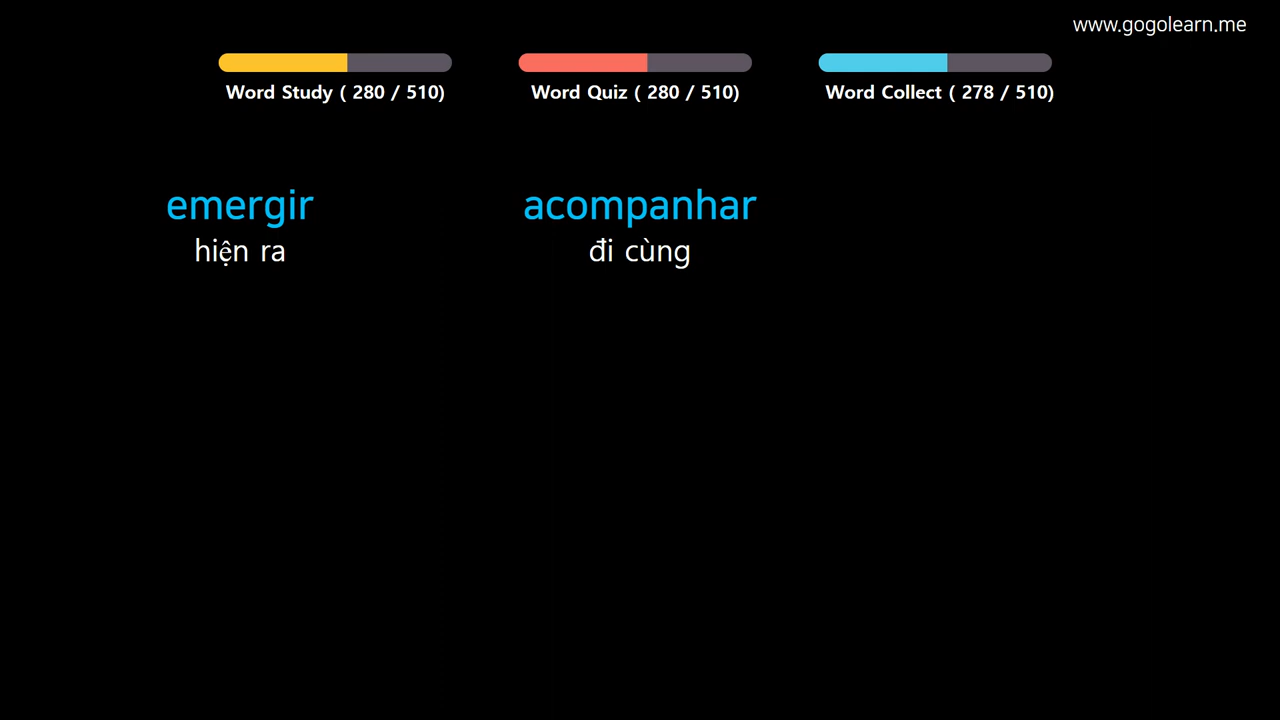 www.gogolearn.me
Word Study ( 280 / 510)
Word Quiz ( 280 / 510)
Word Collect ( 278 / 510)
emergir
hiện ra
acompanhar
đi cùng